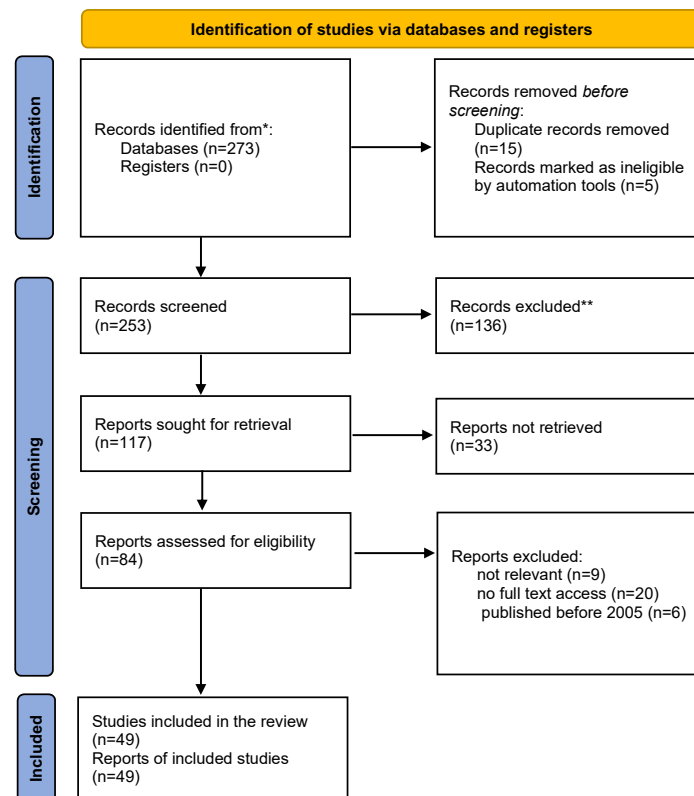 Identification of studies via databases and registers
Identification
Records identified from*:
Databases (n=273)
Registers (n=0)
Records removed before
screening:
Duplicate records removed
(n=15)
Records marked as ineligible
by automation tools (n=5)
Screening
Records screened
(n=253)
Records excluded**
(n=136)
Reports sought for retrieval
(n=117)
Reports not retrieved
(n=33)
Reports assessed for eligibility
(n=84)
Reports excluded:
not relevant (n=9)
no full text access (n=20)
published before 2005 (n=6)
Included
Studies included in the review
(n=49)
Reports of included studies
(n=49)